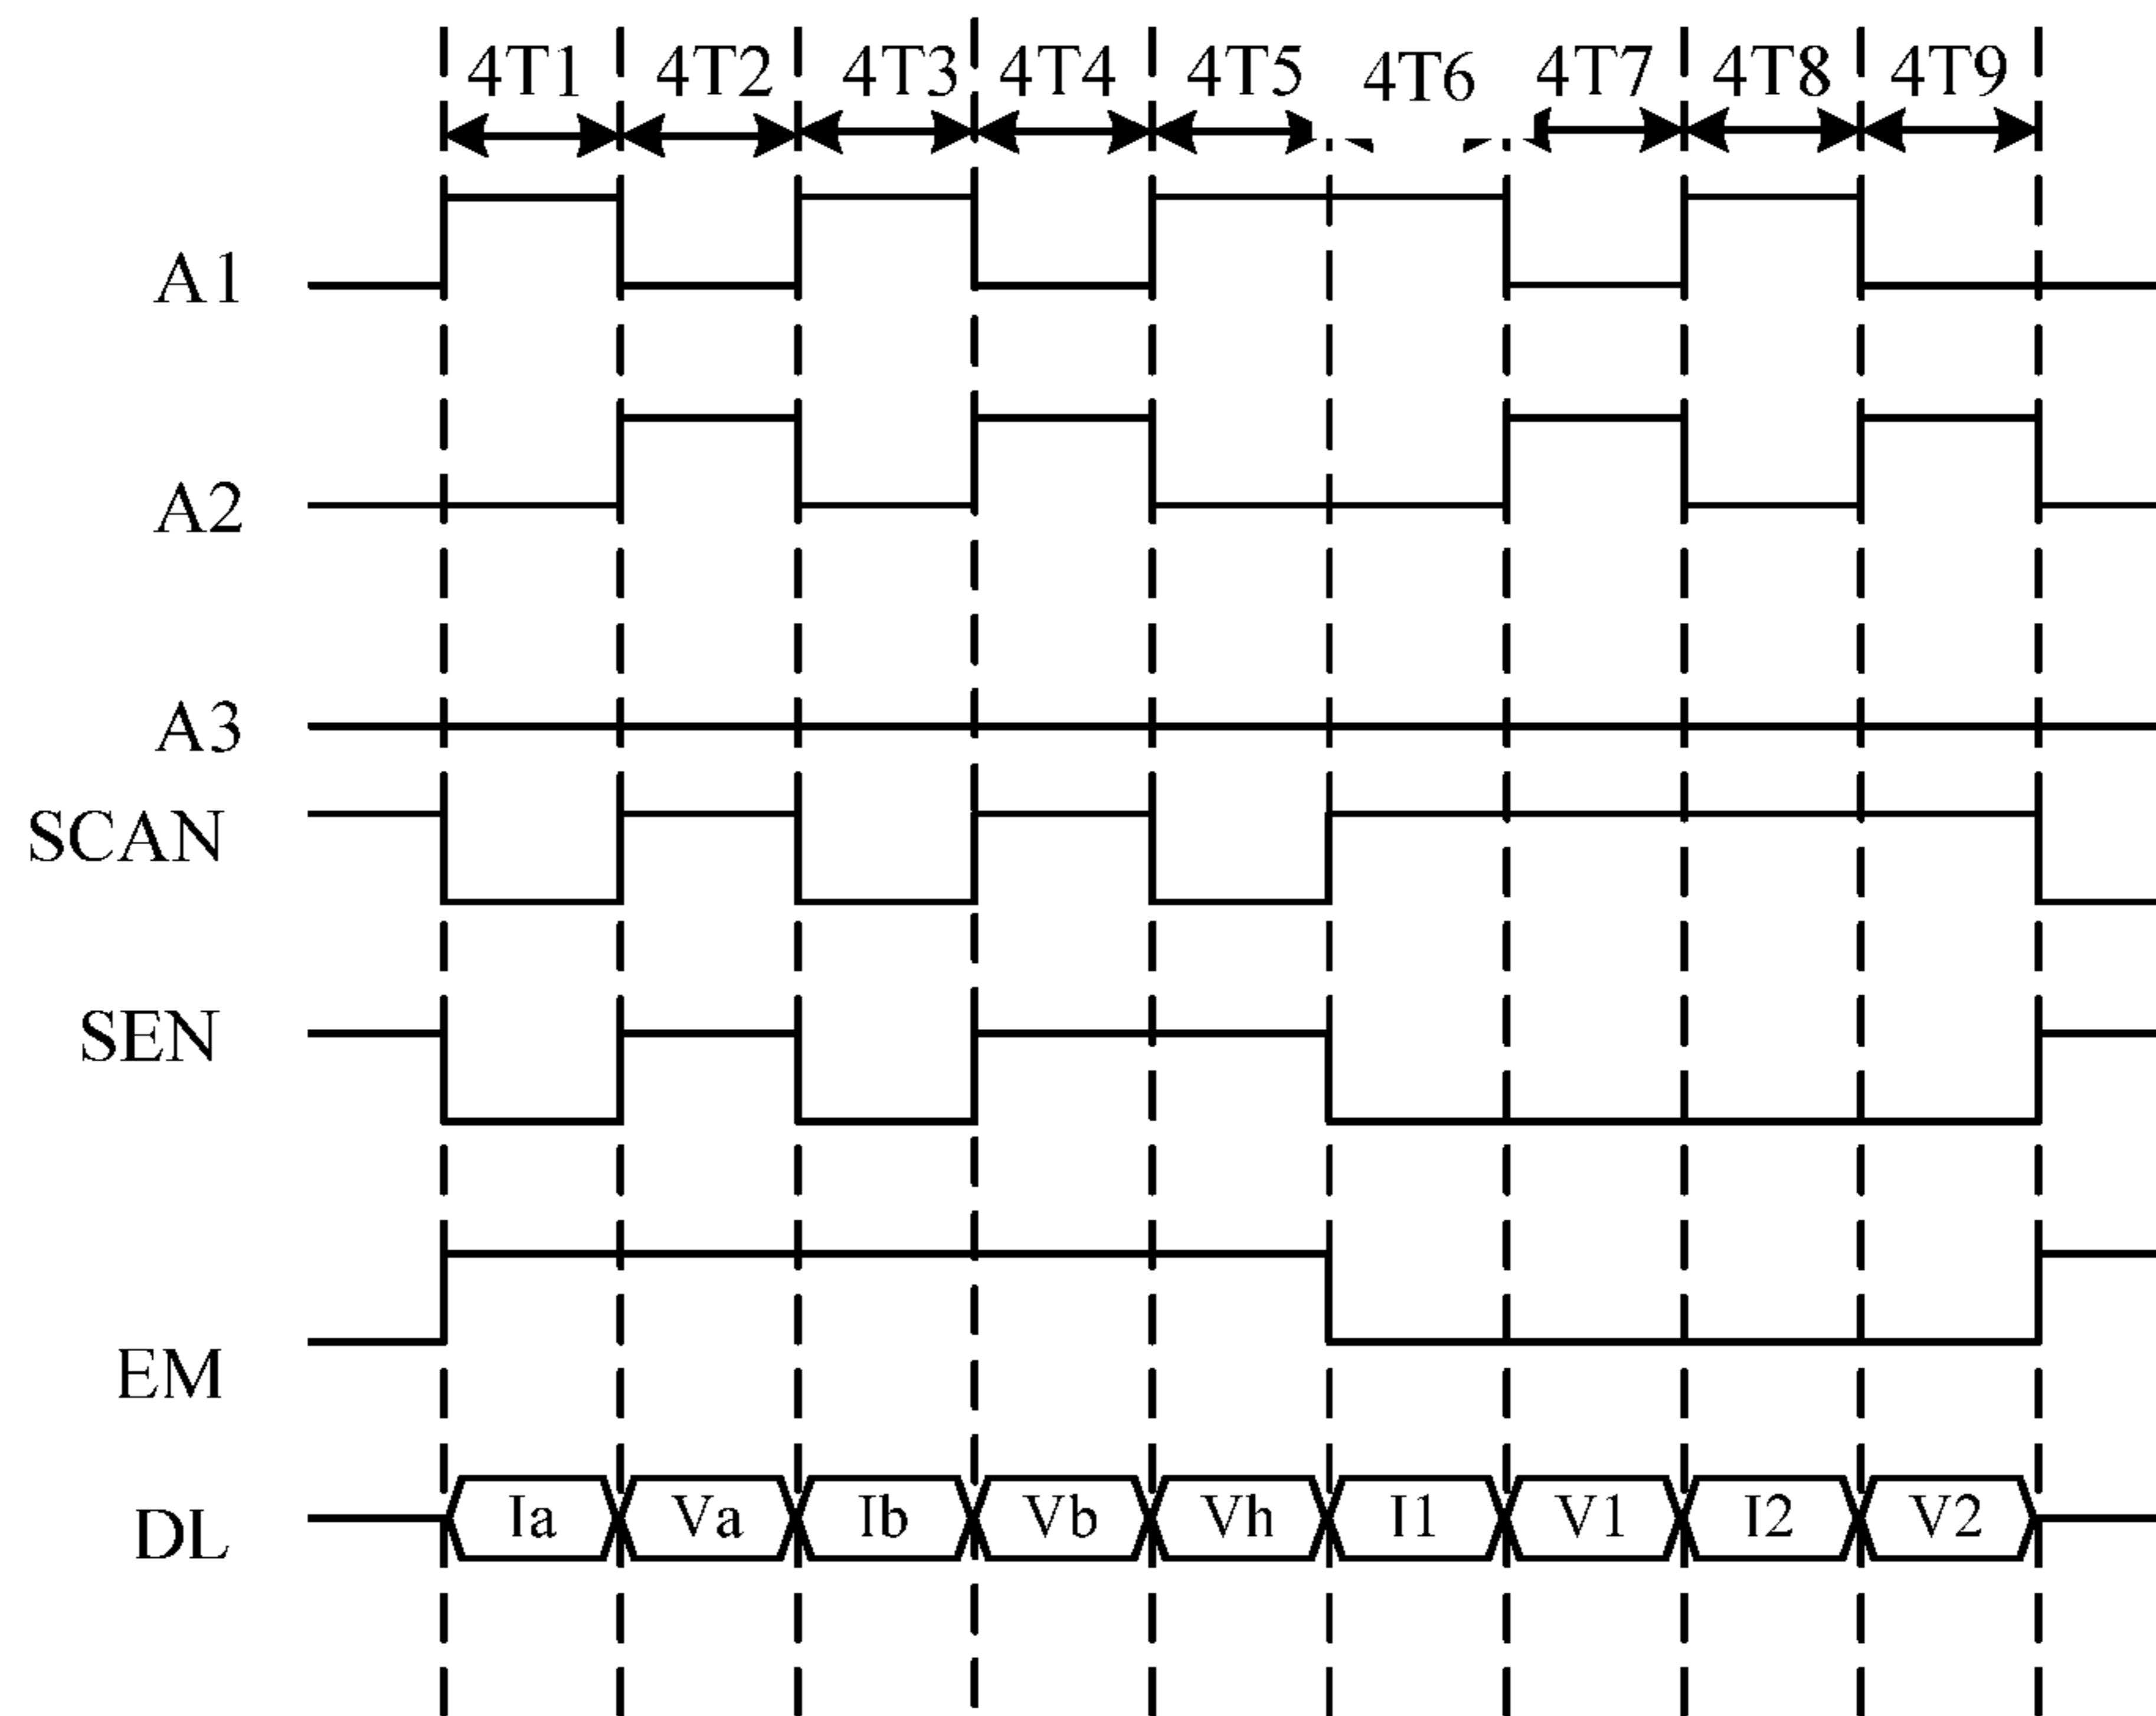 4T1 4T2 4T3 4T4 4T5 4T6 4T7 4T8 4T9
A1
A2
A3
SCAN
SEN
EM
DL Ia Va Ib Vb Vh I1 V1 I2 V2